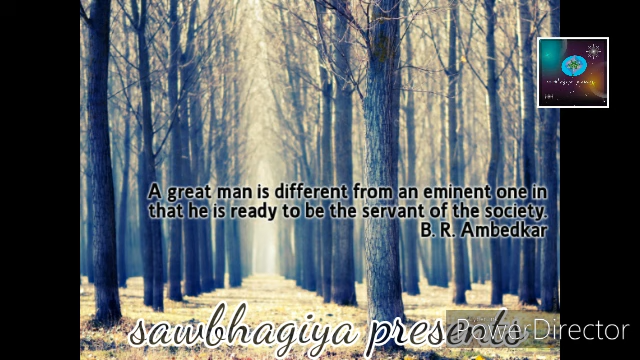 A great man is different from an eminent one in
that he is ready to be the servant of the society.
B. R. Ambedkar
sawbhagiya presents
PowerDirector